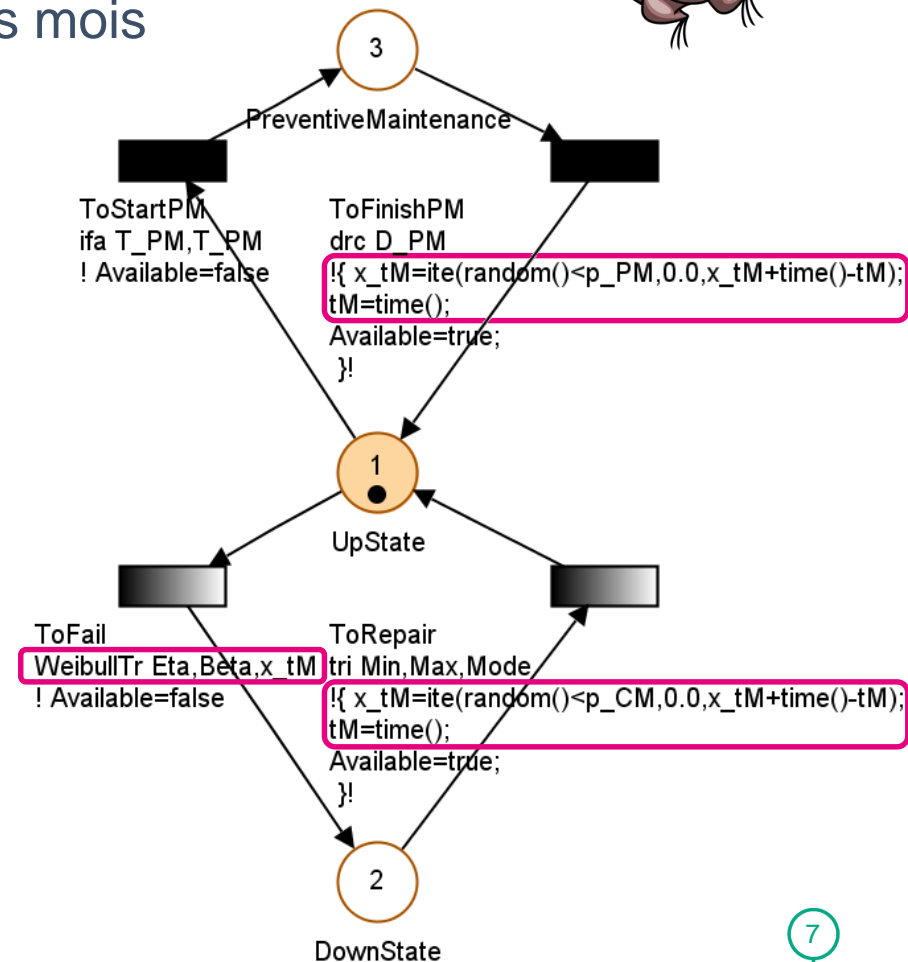 s mois
3
PreventiveMaintenance
ToStartPM
ifa T_PM,T_PM
! Available=false
ToFinishPM
drc D_PM
!{ x_tM=ite(random()<p_PM,0.0,x_tM+time()-tM);
tM=time();
Available=true;
}!
1
UpState
ToFail
WeibullTr Eta,Beta,x_tM
! Available=false
ToRepair
tri Min,Max,Mode
!{ x_tM=ite(random()<p_CM,0.0,x_tM+time()-tM);
tM=time();
Available=true;
}!
2
DownState
7